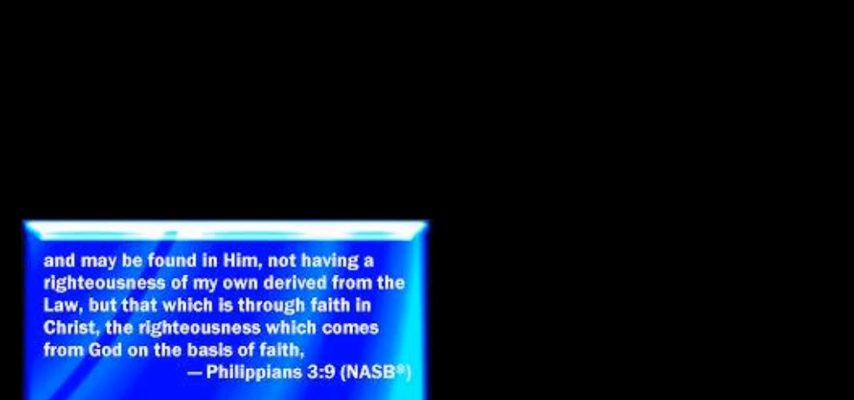 and may be found in Him, not having a
righteousness of my own derived from the
Law, but that which is through faith in
Christ, the righteousness which comes
from God on the basis of faith,
— Philippians 3:9 (NASB®)